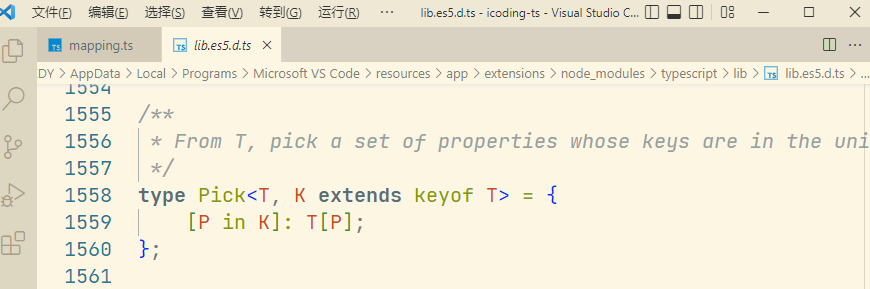 文件(F) 编辑(E) 选择(S) 查看(V) 转到(G) 运行(R) ··· lib.es5.d.ts - icoding-ts - Visual Studio C...
TS mapping.ts TS lib.es5.d.ts
DY > AppData > Local > Programs > Microsoft VS Code > resources > app > extensions > node_modules > typescript > lib > TS lib.es5.d.ts > ...
1554
1555 /**
1556 * From T, pick a set of properties whose keys are in the uni
1557 */
1558 type Pick<T, K extends keyof T> = {
1559 [P in K]: T[P];
1560 };
1561